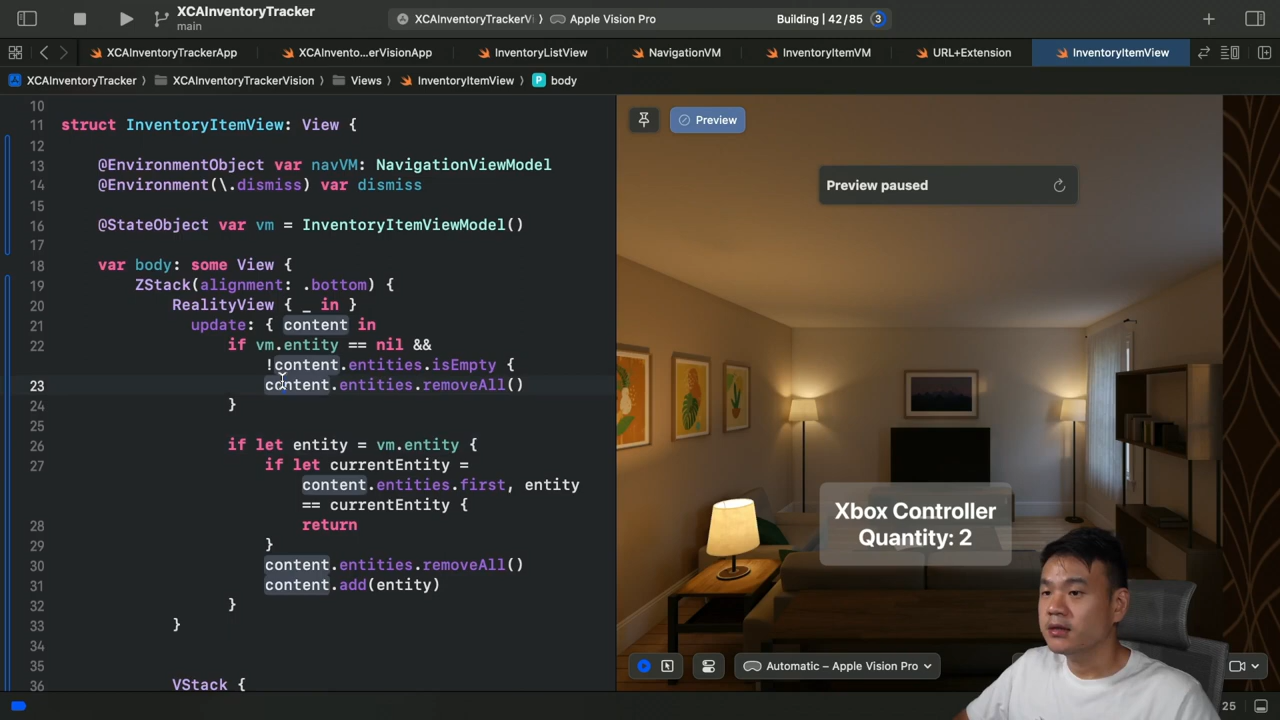 XCAInventoryTracker
main
XCAInventoryTrackerVi
Apple Vision Pro
Building | 42/85
3
XCAInventoryTrackerApp
XCAInvento...erVisionApp
InventoryListView
NavigationVM
InventoryItemVM
URL+Extension
InventoryItemView
XCAInventoryTracker
XCAInventoryTrackerVision
Views
InventoryItemView
P
body
10
11 struct InventoryItemView: View {
12
13 @EnvironmentObject var navVM: NavigationViewModel
14 @Environment(\.dismiss) var dismiss
15
16 @StateObject var vm = InventoryItemViewModel()
17
18 var body: some View {
19 ZStack(alignment: .bottom) {
20 RealityView { _ in }
21 update: { content in
22 if vm.entity == nil &&
!content.entities.isEmpty {
23 content.entities.removeAll()
24 }
25
26 if let entity = vm.entity {
27 if let currentEntity =
content.entities.first, entity
== currentEntity {
28 return
29 }
30 content.entities.removeAll()
31 content.add(entity)
32 }
33 }
34
35
36 VStack {
Preview
Preview paused
Xbox Controller
Quantity: 2
Automatic – Apple Vision Pro
25